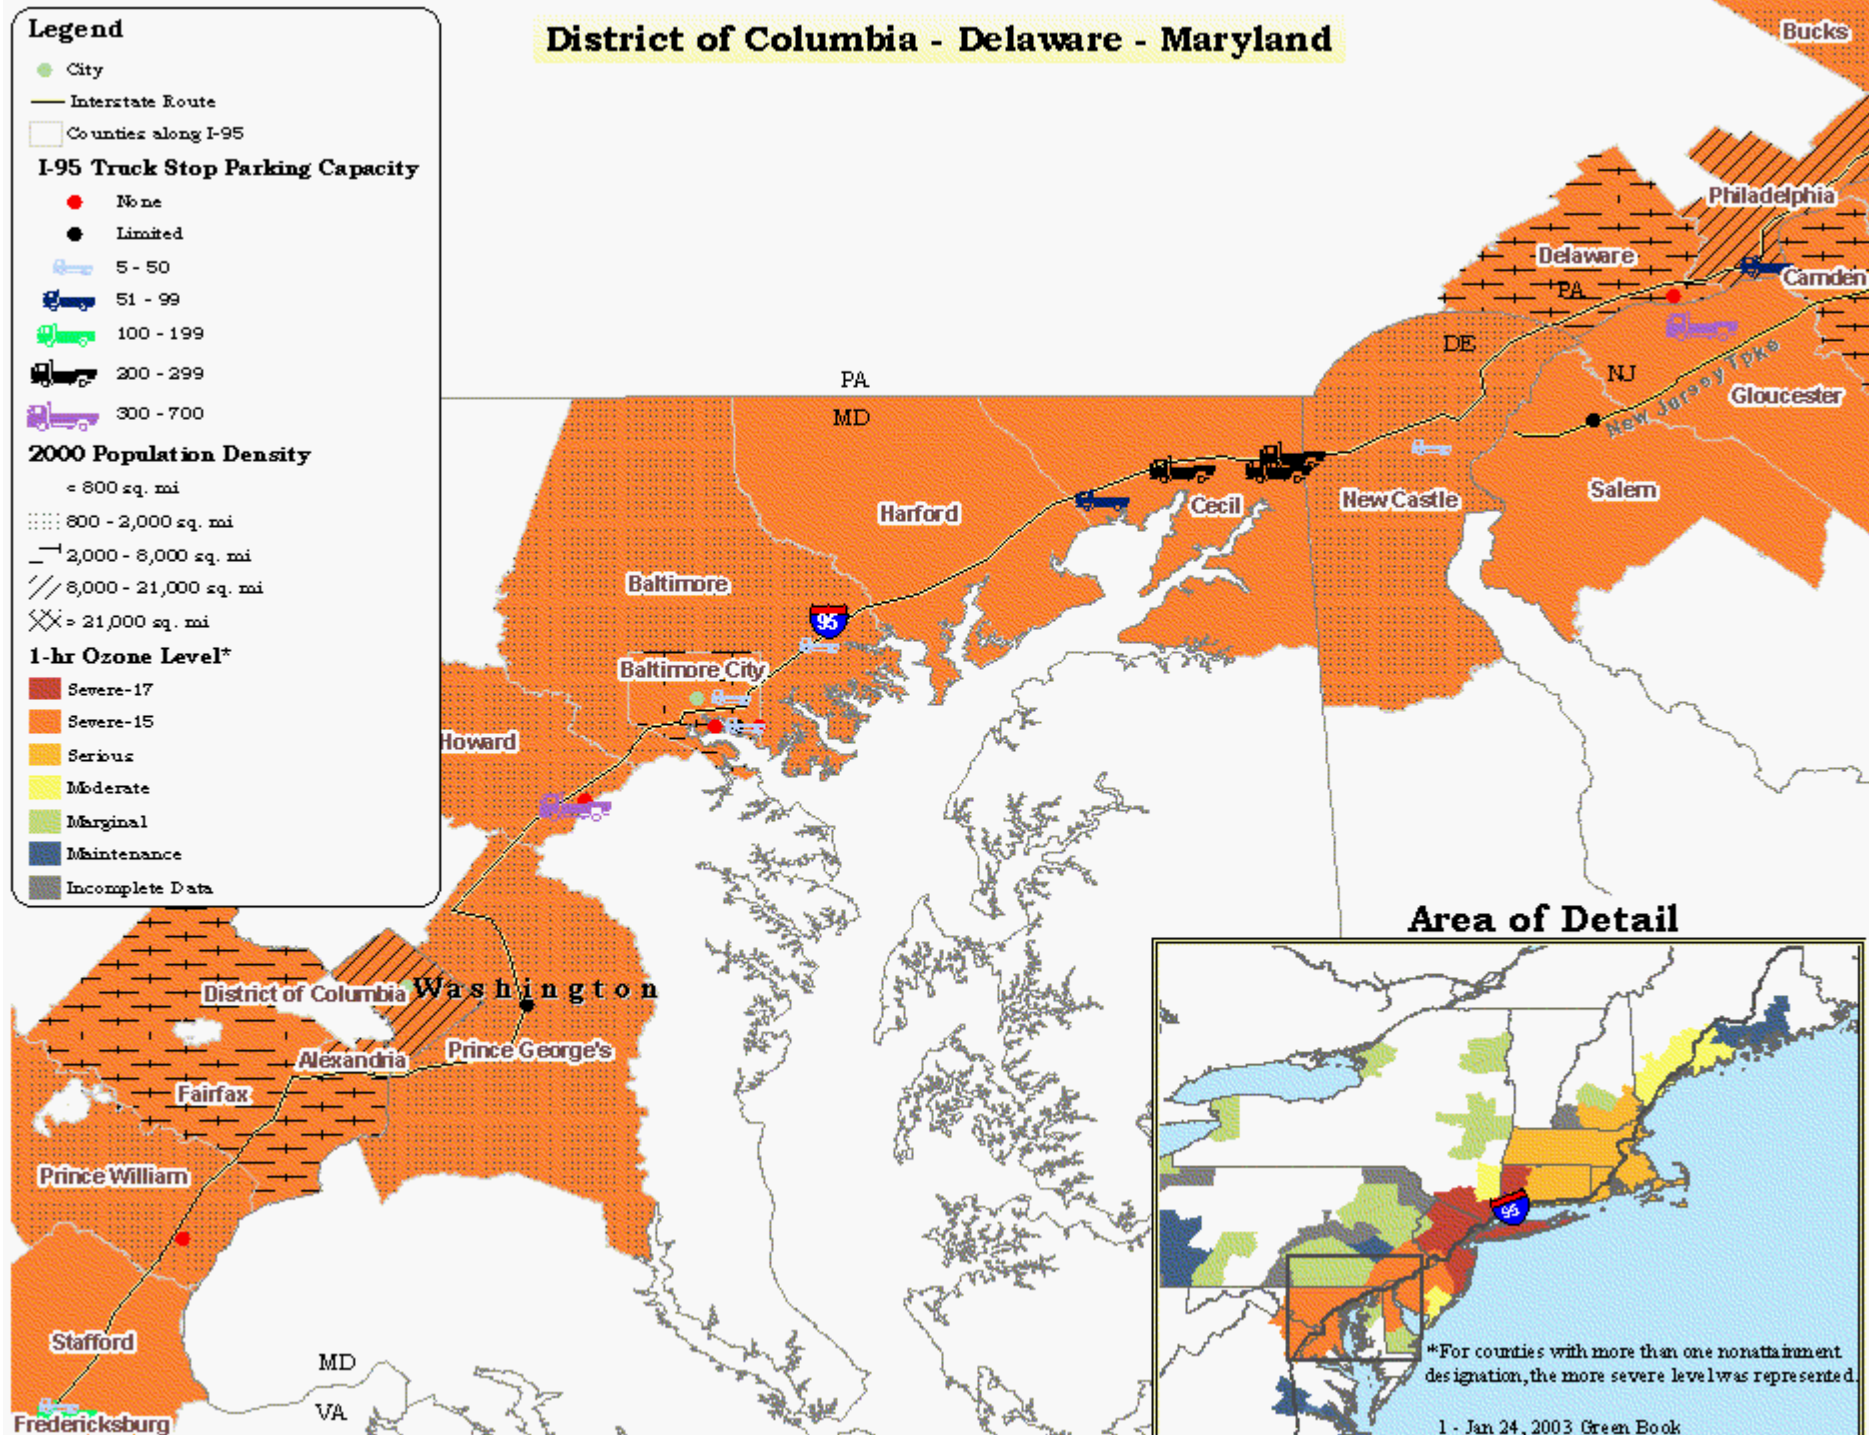 District of Columbia - Delaware - Maryland
Legend
City
Interstate Route
Counties along I-95
I-95 Truck Stop Parking Capacity
None
Limited
5 - 50
51 - 99
100 - 199
200 - 299
300 - 700
2000 Population Density
< 800 sq. mi
800 - 2,000 sq. mi
2,000 - 8,000 sq. mi
8,000 - 21,000 sq. mi
> 21,000 sq. mi
1-hr Ozone Level*
Severe-17
Severe-15
Serious
Moderate
Marginal
Maintenance
Incomplete Data
Bucks
Philadelphia
Delaware
Camden
PA
DE
NJ
New Jersey Tpke
Gloucester
PA
MD
Harford
Cecil
New Castle
Salem
Baltimore
95
Baltimore City
Howard
District of Columbia
Washington
Alexandria
Prince George's
Fairfax
Prince William
Stafford
MD
VA
Fredericksburg
Area of Detail
95
*For counties with more than one nonattainment
designation, the more severe level was represented.
1 - Jan 24, 2003 Green Book